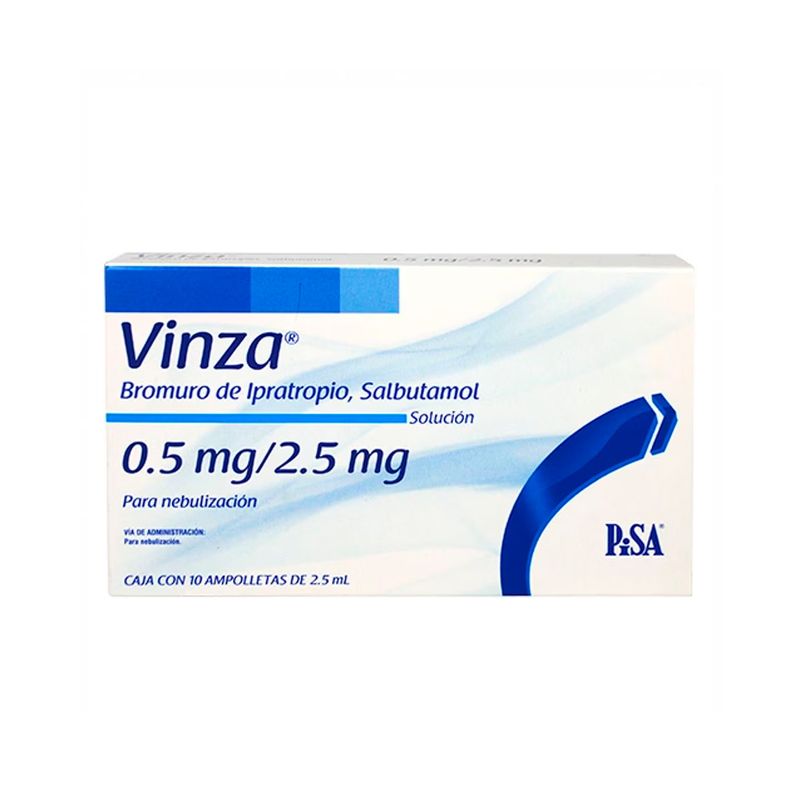 Vinza
0.5 mg/2.5 mg
Vinza®
Bromuro de Ipratropio, Salbutamol
Solución
0.5 mg/2.5 mg
Para nebulización
VÍA DE ADMINISTRACIÓN:
Para nebulización.
CAJA CON 10 AMPOLLETAS DE 2.5 mL
PiSA®